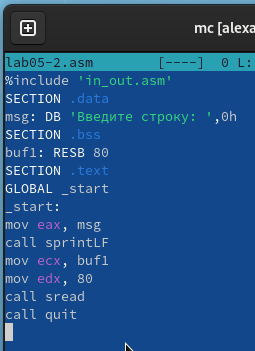 mc [alexa
lab05-2.asm [----] 0 L:
%include 'in_out.asm'
SECTION .data
msg: DB 'Введите строку: ',0h
SECTION .bss
buf1: RESB 80
SECTION .text
GLOBAL _start
_start:
mov eax, msg
call sprintLF
mov ecx, buf1
mov edx, 80
call sread
call quit